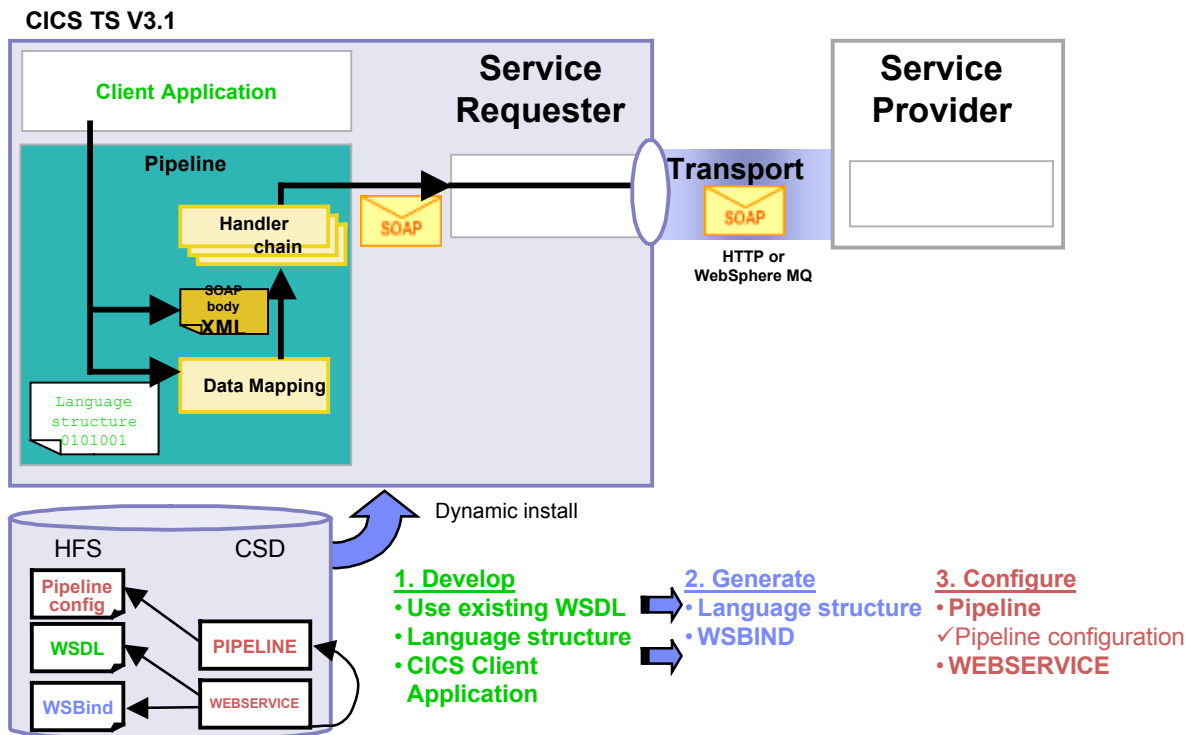 CICS TS V3.1
Client Application
Service
Requester
Service
Provider
Pipeline
Transport
Handler
chain
SOAP
SOAP
HTTP or
WebSphere MQ
SOAP
body
XML
Data Mapping
Language
structure
0101001
Dynamic install
HFS
CSD
Pipeline
config
WSDL
WSBind
PIPELINE
WEBSERVICE
1. Develop
• Use existing WSDL
• Language structure
• CICS Client
Application
2. Generate
• Language structure
• WSBIND
3. Configure
• Pipeline
✓Pipeline configuration
• WEBSERVICE